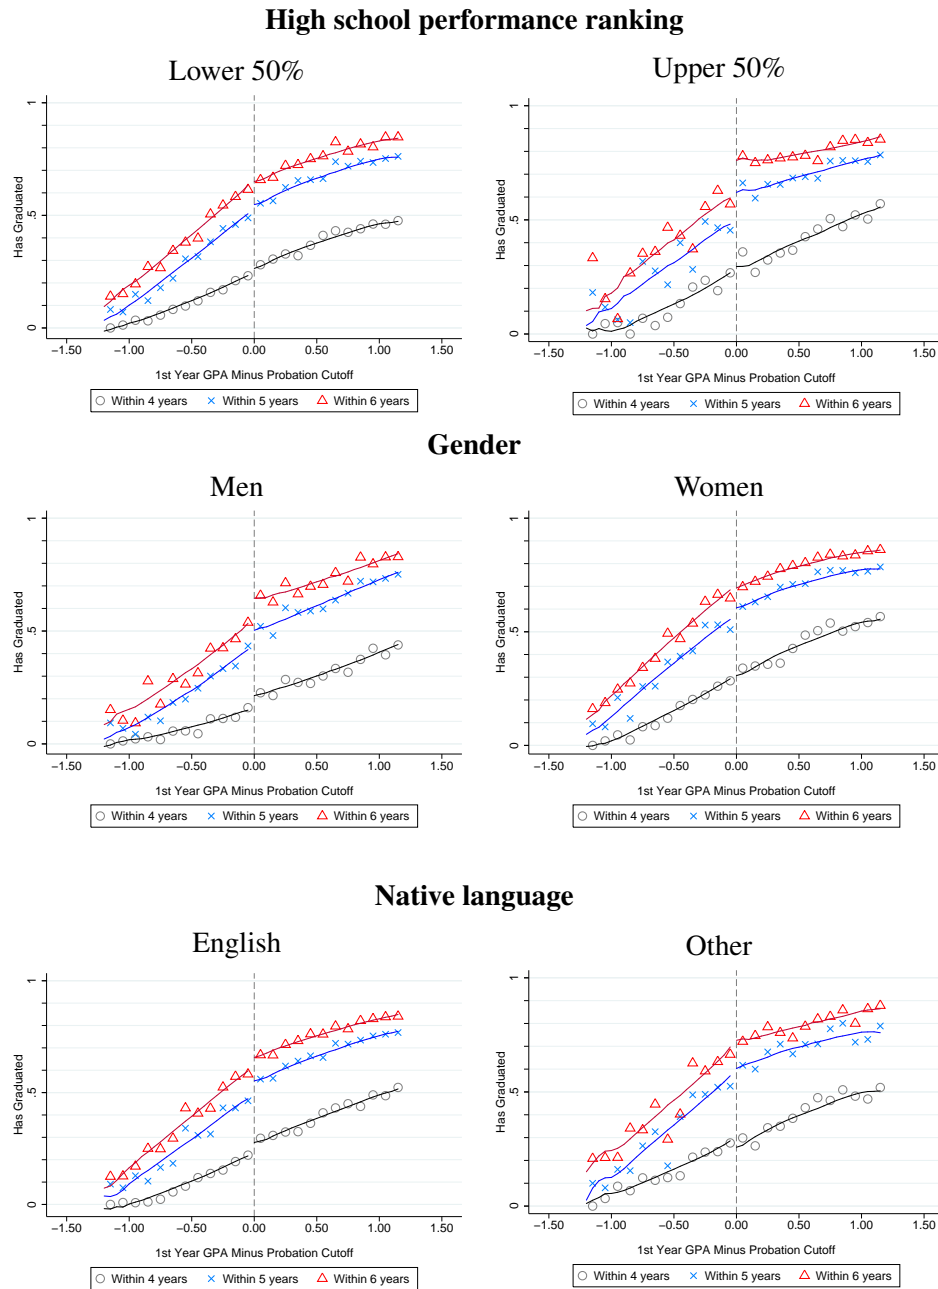 High school performance ranking
Lower 50%
Has Graduated
1
.5
0
−1.50 −1.00 −0.50 0.00 0.50 1.00 1.50
1st Year GPA Minus Probation Cutoff
Within 4 years Within 5 years Within 6 years
Upper 50%
Has Graduated
1
.5
0
−1.50 −1.00 −0.50 0.00 0.50 1.00 1.50
1st Year GPA Minus Probation Cutoff
Within 4 years Within 5 years Within 6 years
Gender
Men
Has Graduated
1
.5
0
−1.50 −1.00 −0.50 0.00 0.50 1.00 1.50
1st Year GPA Minus Probation Cutoff
Within 4 years Within 5 years Within 6 years
Women
Has Graduated
1
.5
0
−1.50 −1.00 −0.50 0.00 0.50 1.00 1.50
1st Year GPA Minus Probation Cutoff
Within 4 years Within 5 years Within 6 years
Native language
English
Has Graduated
1
.5
0
−1.50 −1.00 −0.50 0.00 0.50 1.00 1.50
1st Year GPA Minus Probation Cutoff
Within 4 years Within 5 years Within 6 years
Other
Has Graduated
1
.5
0
−1.50 −1.00 −0.50 0.00 0.50 1.00 1.50
1st Year GPA Minus Probation Cutoff
Within 4 years Within 5 years Within 6 years